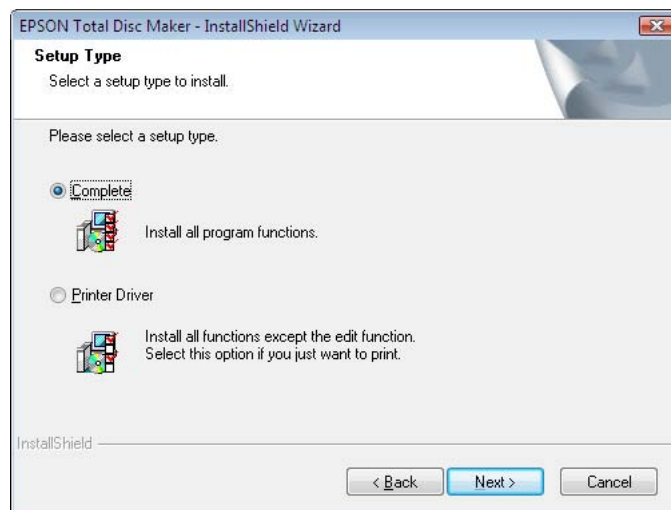 EPSON Total Disc Maker - InstallShield Wizard
Setup Type
Select a setup type to install.
Please select a setup type.
Complete
Install all program functions.
Printer Driver
Install all functions except the edit function.
Select this option if you just want to print.
InstallShield
< Back
Next >
Cancel